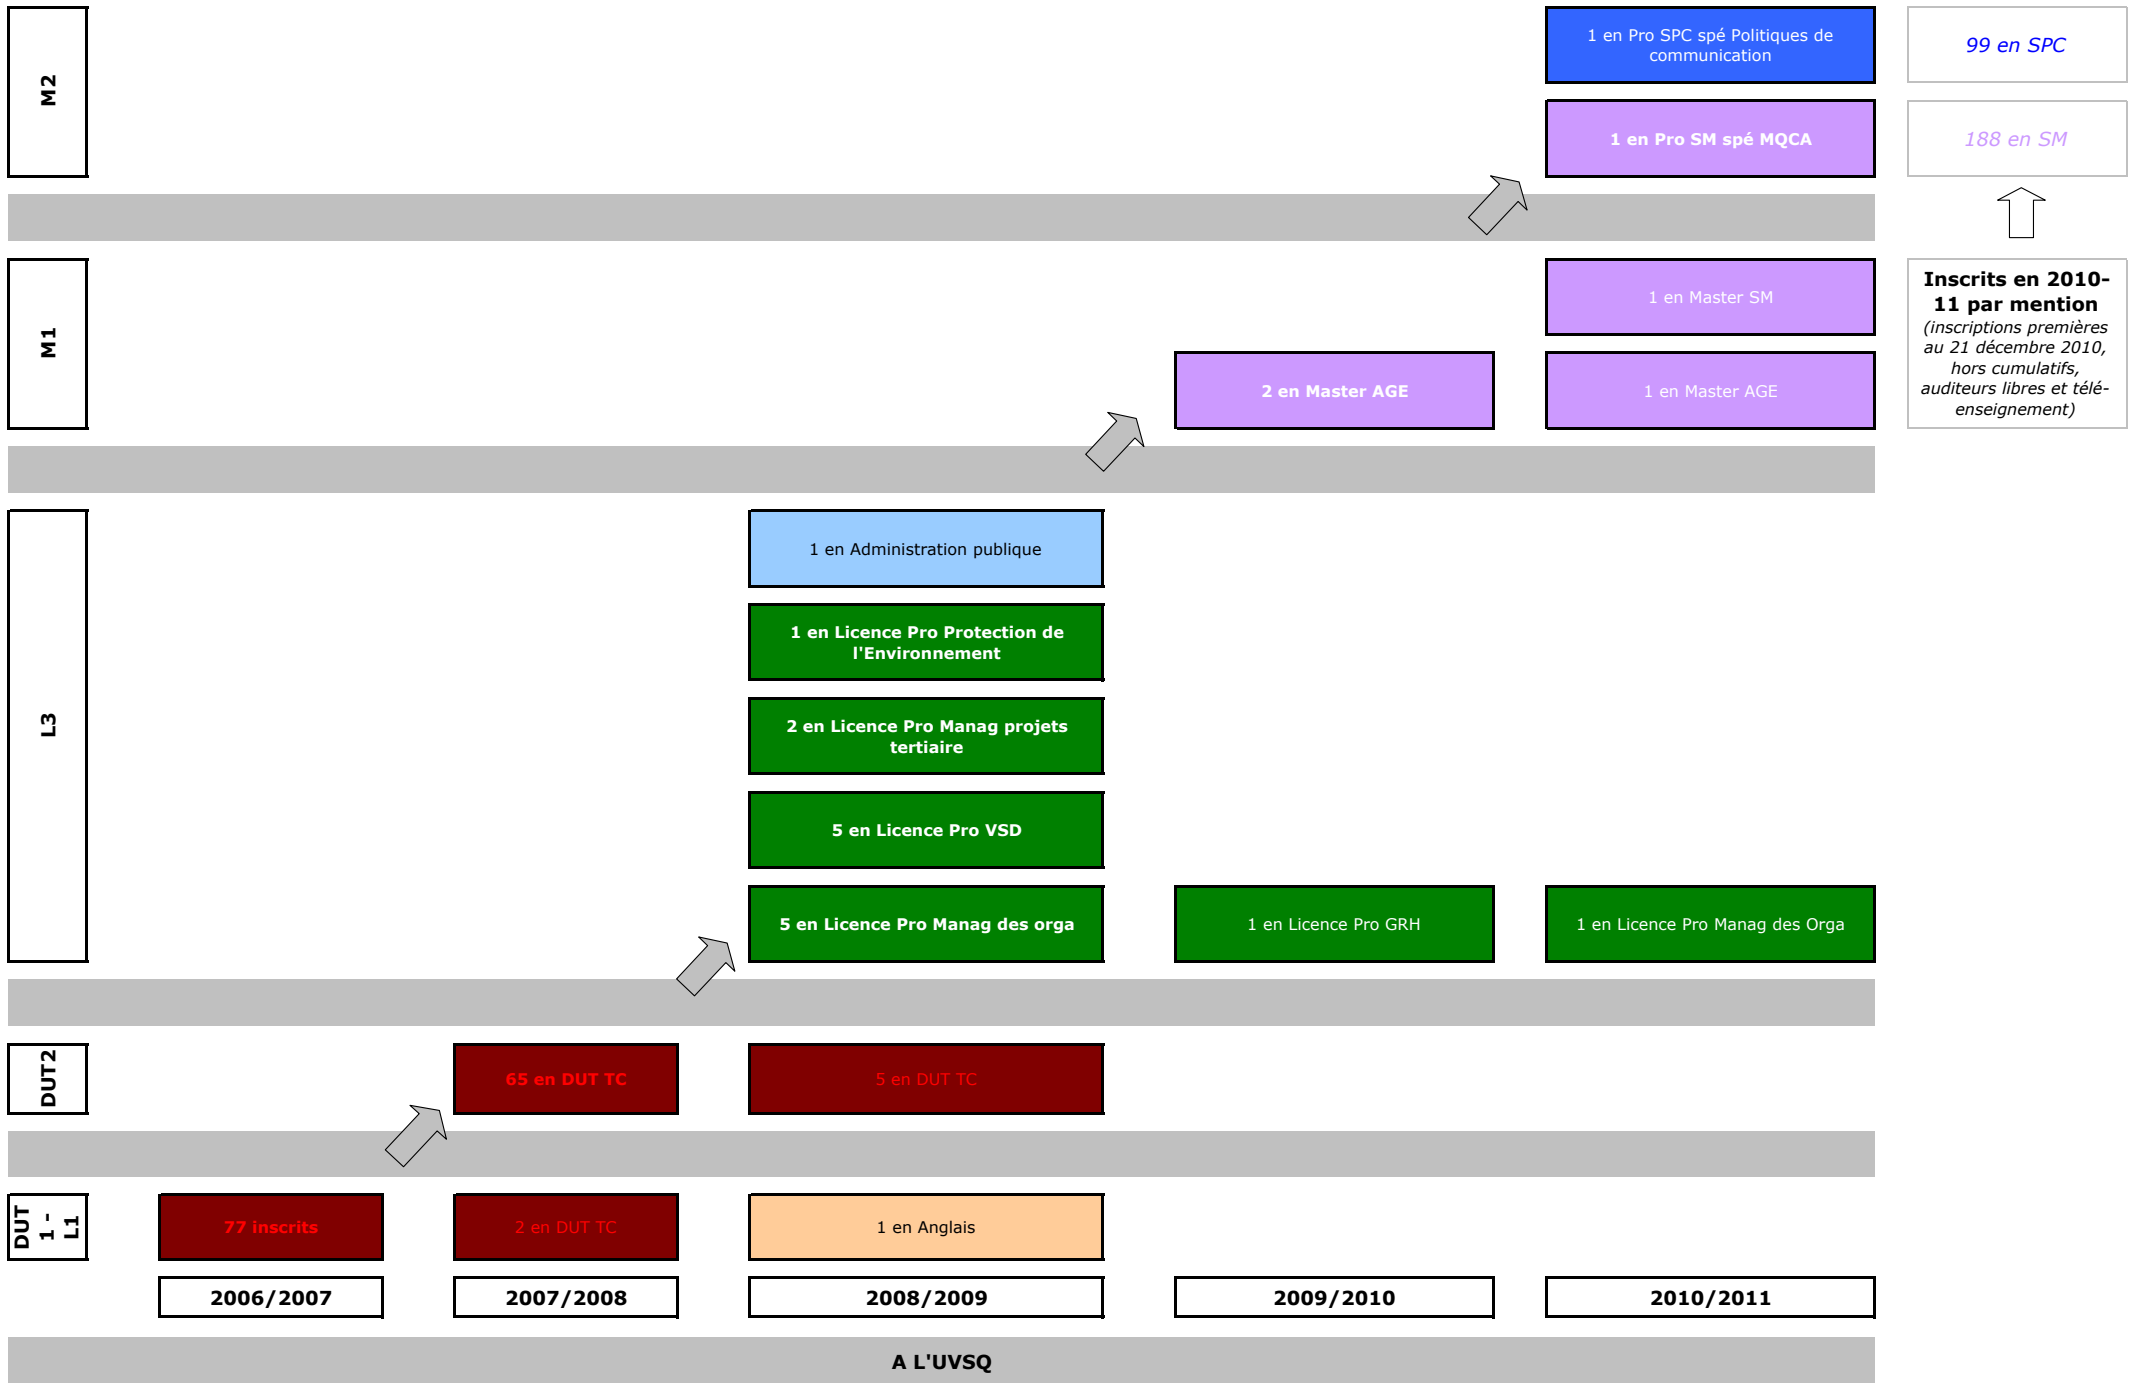 M2
1 en Pro SPC spé Politiques de
communication
99 en SPC
1 en Pro SM spé MQCA
188 en SM
M1
1 en Master SM
2 en Master AGE
1 en Master AGE
Inscrits en 2010-
11 par mention
(inscriptions premières
au 21 décembre 2010,
hors cumulatifs,
auditeurs libres et télé-
enseignement)
L3
1 en Administration publique
1 en Licence Pro Protection de
l'Environnement
2 en Licence Pro Manag projets
tertiaire
5 en Licence Pro VSD
5 en Licence Pro Manag des orga
1 en Licence Pro GRH
1 en Licence Pro Manag des Orga
DUT2
65 en DUT TC
5 en DUT TC
DUT
1 -
L1
77 inscrits
2 en DUT TC
1 en Anglais
2006/2007
2007/2008
2008/2009
2009/2010
2010/2011
A L'UVSQ